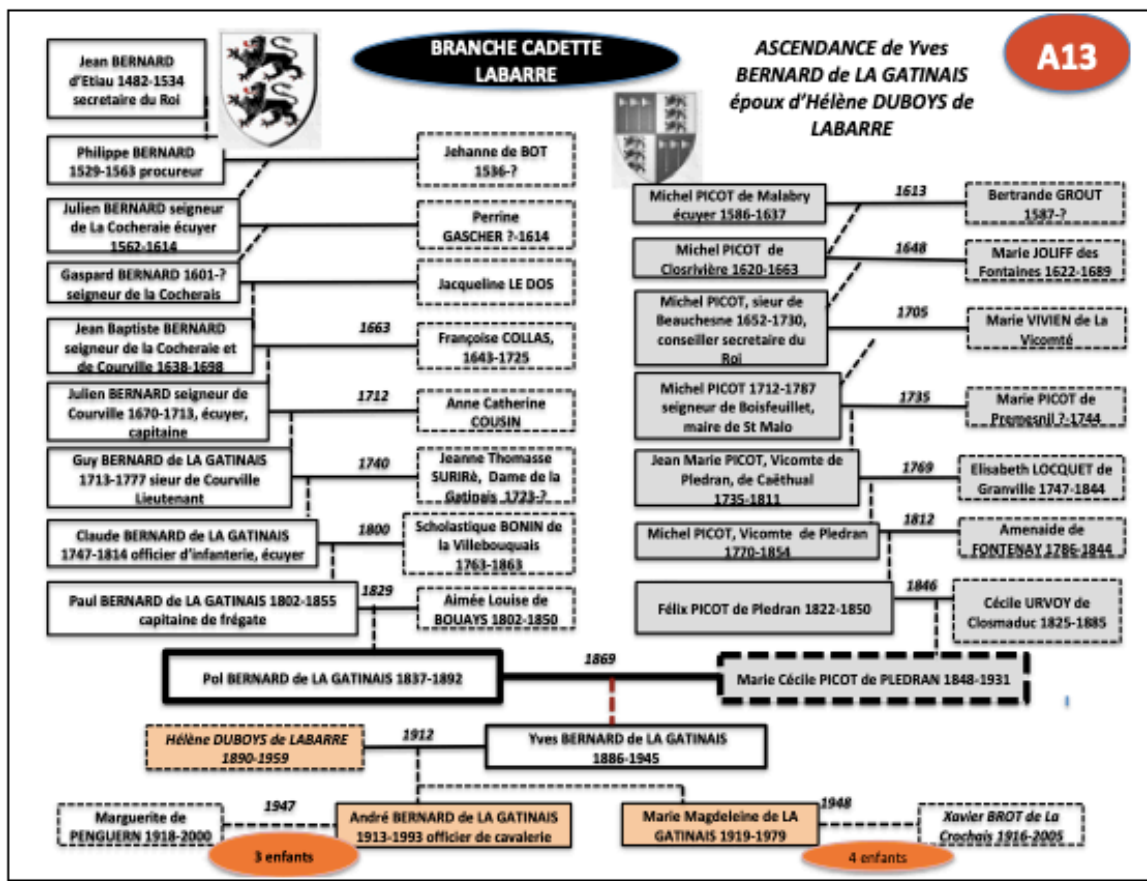 BRANCHE CADETTE
LABARRE
ASCENDANCE de Yves
BERNARD de LA GATINAIS
époux d'Hélène DUBOYS de
LABARRE
A13
Jean BERNARD
d'Etiau 1482-1534
secretaire du Roi
Philippe BERNARD
1529-1563 procureur
Jehanne de BOT
1536-?
Julien BERNARD seigneur
de La Cocheraie écuyer
1562-1614
Perrine
GASCHER ?-1614
Gaspard BERNARD 1601-?
seigneur de la Cocherais
Jacqueline LE DOS
Jean Baptiste BERNARD
seigneur de la Cocheraie et
de Courville 1638-1698
1663
Françoise COLLAS,
1643-1725
Julien BERNARD seigneur de
Courville 1670-1713, écuyer,
capitaine
1712
Anne Catherine
COUSIN
Guy BERNARD de LA GATINAIS
1713-1777 sieur de Courville
Lieutenant
1740
Jeanne Thomasse
SURIRè, Dame de la
Gatinais 1723-?
Claude BERNARD de LA GATINAIS
1747-1814 officier d'infanterie, écuyer
1800
Scholastique BONIN de
la Villebouquais
1763-1863
Paul BERNARD de LA GATINAIS 1802-1855
capitaine de frégate
1829
Aimée Louise de
BOUAYS 1802-1850
Michel PICOT de Malabry
écuyer 1586-1637
1613
Bertrande GROUT
1587-?
Michel PICOT de
Closrivière 1620-1663
1648
Marie JOLIFF des
Fontaines 1622-1689
Michel PICOT, sieur de
Beauchesne 1652-1730,
conseiller secretaire du
Roi
1705
Marie VIVIEN de La
Vicomté
Michel PICOT 1712-1787
seigneur de Boisfeuillet,
maire de St Malo
1735
Marie PICOT de
Premesnil ?-1744
Jean Marie PICOT, Vicomte de
Pledran, de Caëthual
1735-1811
1769
Elisabeth LOCQUET de
Granville 1747-1844
Michel PICOT, Vicomte de Pledran
1770-1854
1812
Amenaide de
FONTENAY 1786-1844
Félix PICOT de Pledran 1822-1850
1846
Cécile URVOY de
Closmaduc 1825-1885
Pol BERNARD de LA GATINAIS 1837-1892
1869
Marie Cécile PICOT de PLEDRAN 1848-1931
Hélène DUBOYS de LABARRE
1890-1959
1912
Yves BERNARD de LA GATINAIS
1886-1945
Marguerite de
PENGUERN 1918-2000
1947
André BERNARD de LA GATINAIS
1913-1993 officier de cavalerie
Marie Magdeleine de LA
GATINAIS 1919-1979
1948
Xavier BROT de La
Crochais 1916-2005
3 enfants
4 enfants